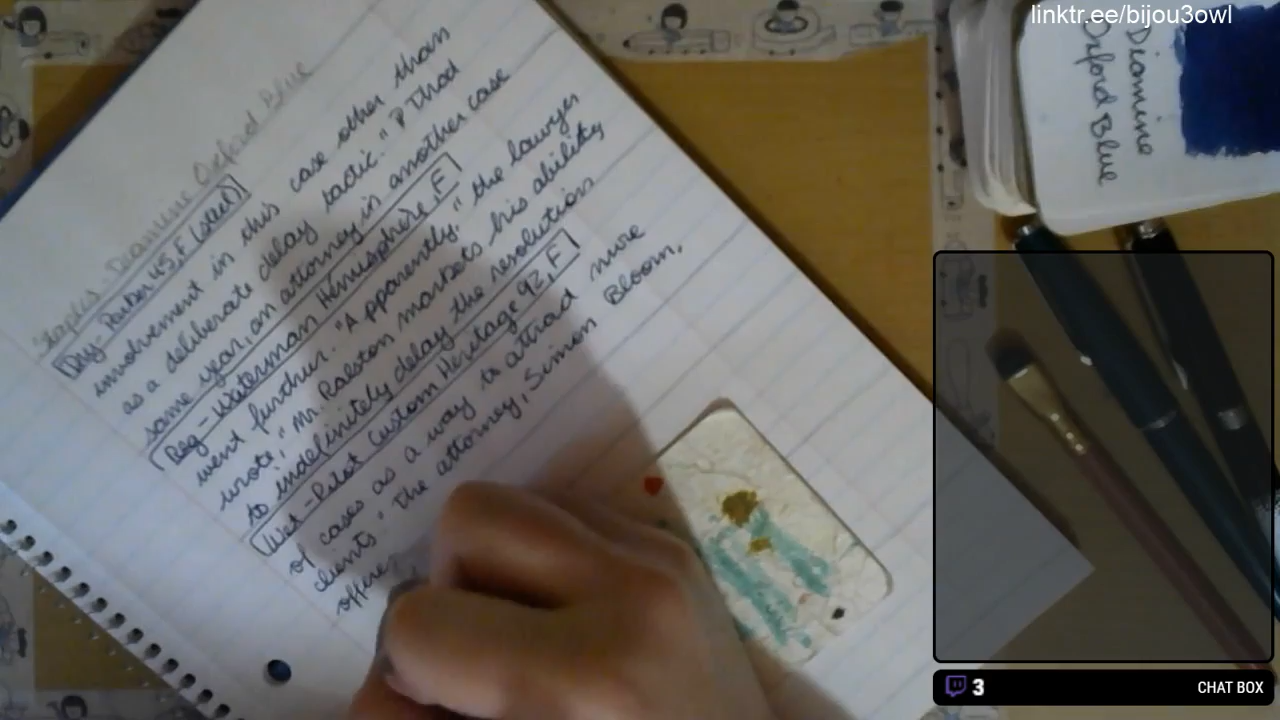 linktr.ee/bijou3owl
Diamine
Oxford Blue
Staples - Diamine Oxford Blue
Dry - Parker 45, F (steel)
involvement in this case other than
as a deliberate delay tactic." ? That
same year, an attorney in another case
Reg - Waterman Hemisphere, F
went further. "Apparently," the lawyer
wrote, "Mr. Ralston markets his ability,
to indefinitely delay the resolution
Wet - Pilot Custom Heritage 92, F
of cases as a way to attract more
clients." The attorney, Simon Bloom,
offere
3
CHAT BOX